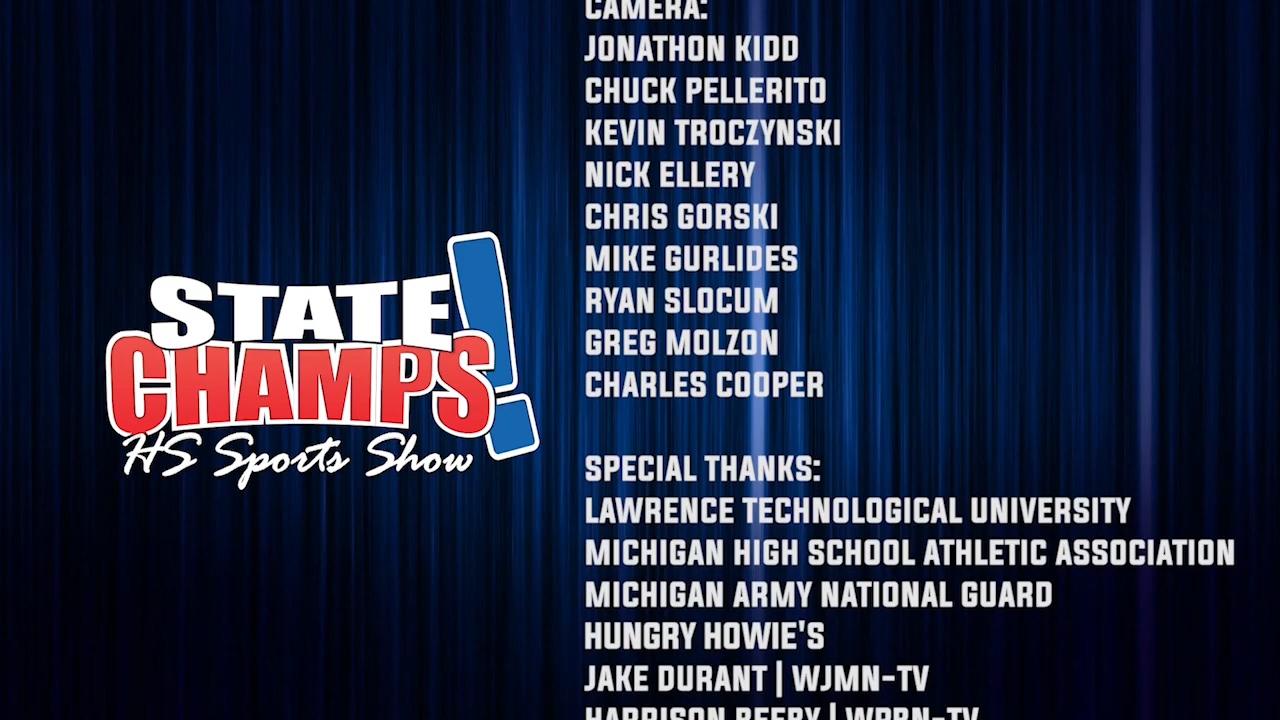 STATE
CHAMPS!
HS Sports Show
CAMERA:
JONATHON KIDD
CHUCK PELLERITO
KEVIN TROCZYNSKI
NICK ELLERY
CHRIS GORSKI
MIKE GURLIDES
RYAN SLOCUM
GREG MOLZON
CHARLES COOPER
SPECIAL THANKS:
LAWRENCE TECHNOLOGICAL UNIVERSITY
MICHIGAN HIGH SCHOOL ATHLETIC ASSOCIATION
MICHIGAN ARMY NATIONAL GUARD
HUNGRY HOWIE'S
JAKE DURANT | WJMN-TV
HARRISON